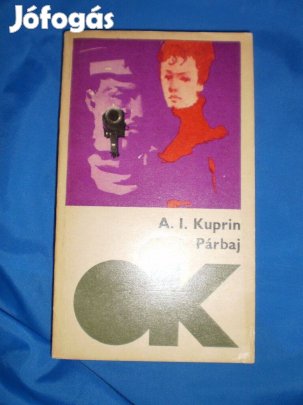 Jófogás
A. I. Kuprin
Párbaj
OK